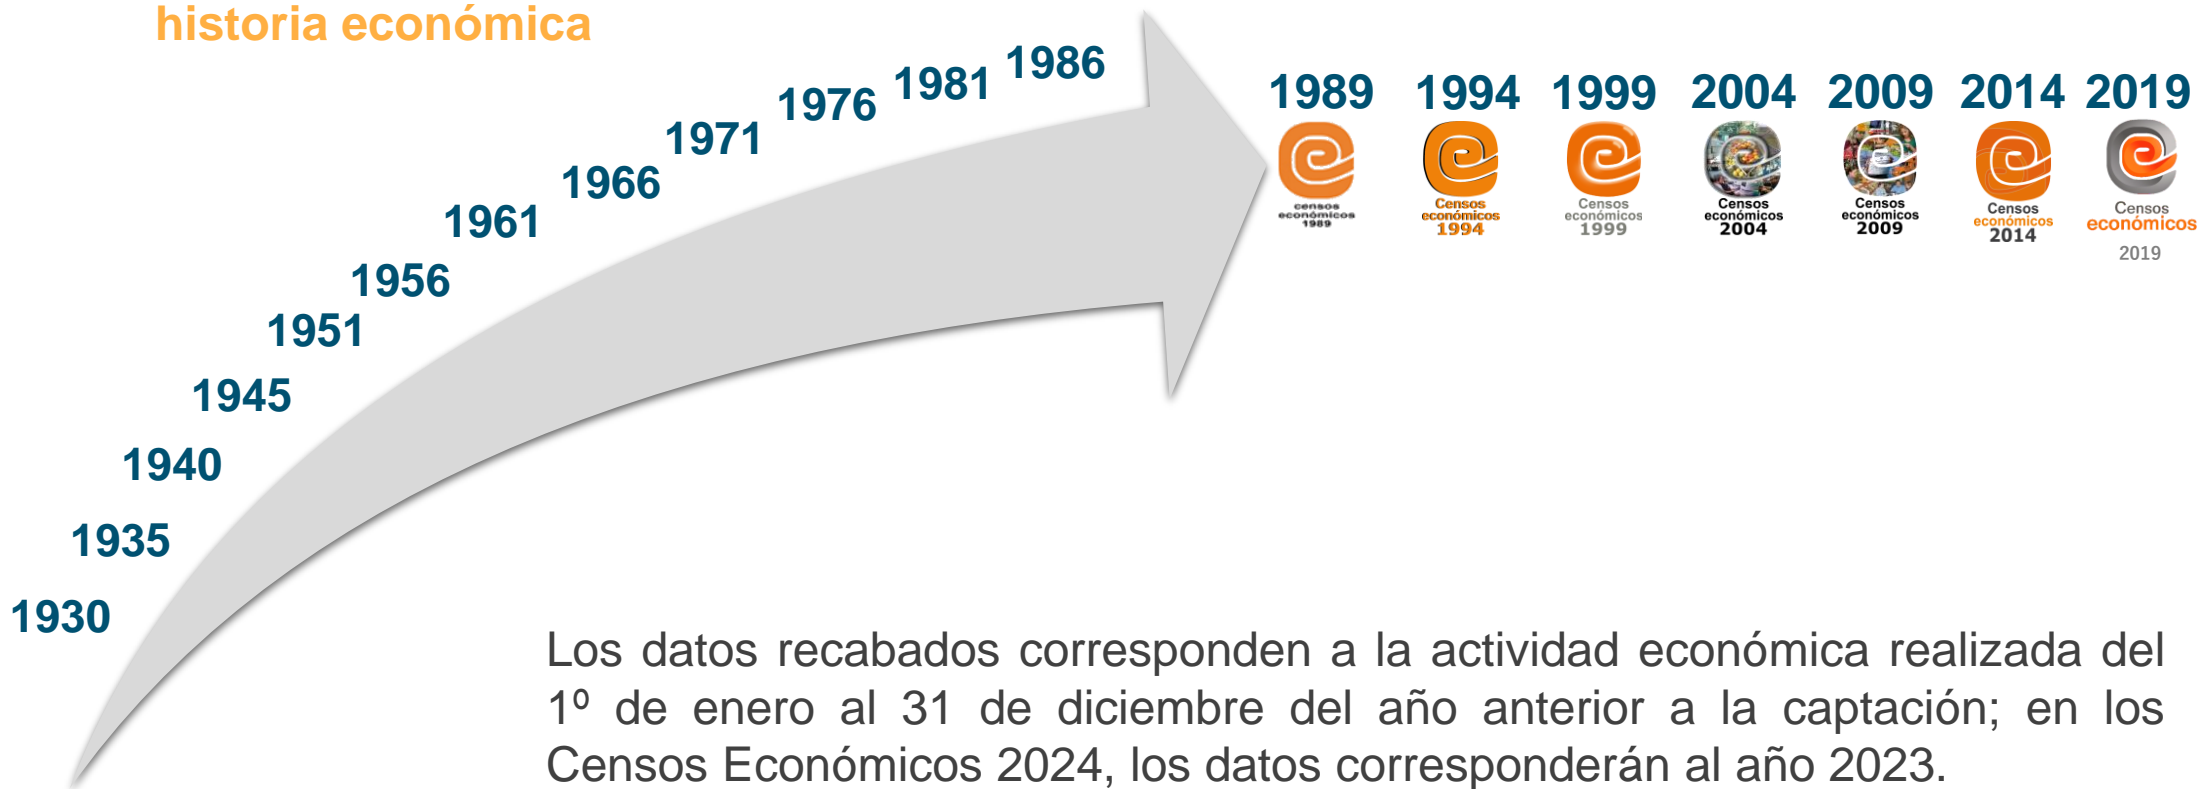 historia económica
1930
1935
1940
1945
1951
1956
1961
1966
1971
1976
1981
1986
1989
censos
económicos
1989
1994
Censos
económicos
1994
1999
Censos
económicos
1999
2004
Censos
económicos
2004
2009
Censos
económicos
2009
2014
Censos
económicos
2014
2019
Censos
económicos
2019
Los datos recabados corresponden a la actividad económica realizada del
1º de enero al 31 de diciembre del año anterior a la captación; en los
Censos Económicos 2024, los datos corresponderán al año 2023.